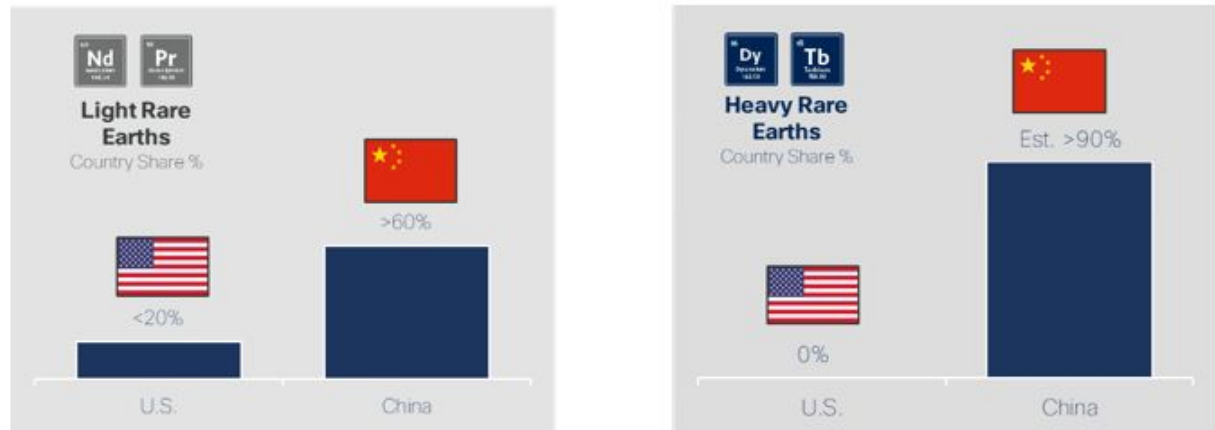 Nd
Pr
Light Rare
Earths
Country Share %
<20%
>60%
U.S.
China
Dy
Tb
Heavy Rare
Earths
Country Share %
0%
Est. >90%
U.S.
China